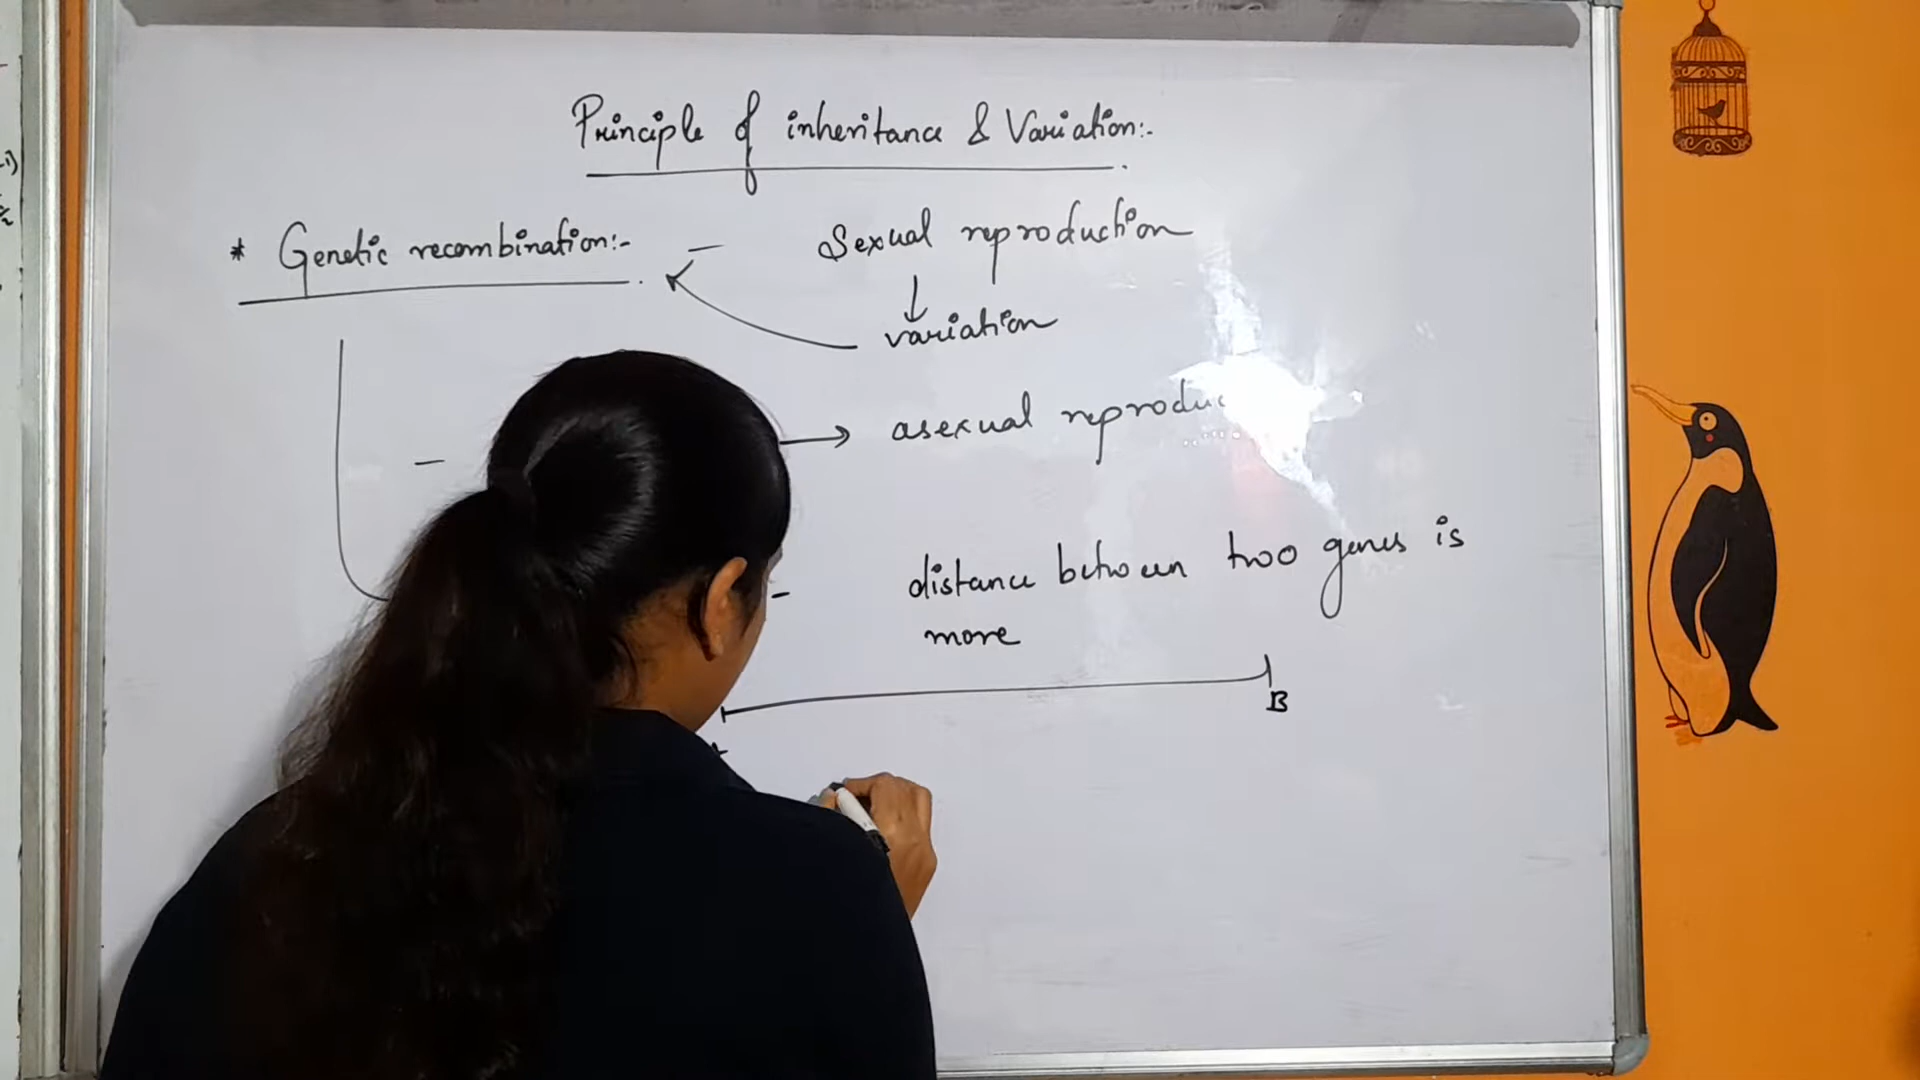 Principle of inheritance & Variation:-
* Genetic recombination:- — Sexual reproduction
↓
variation
— → asexual
- distance between two genes is
more
B